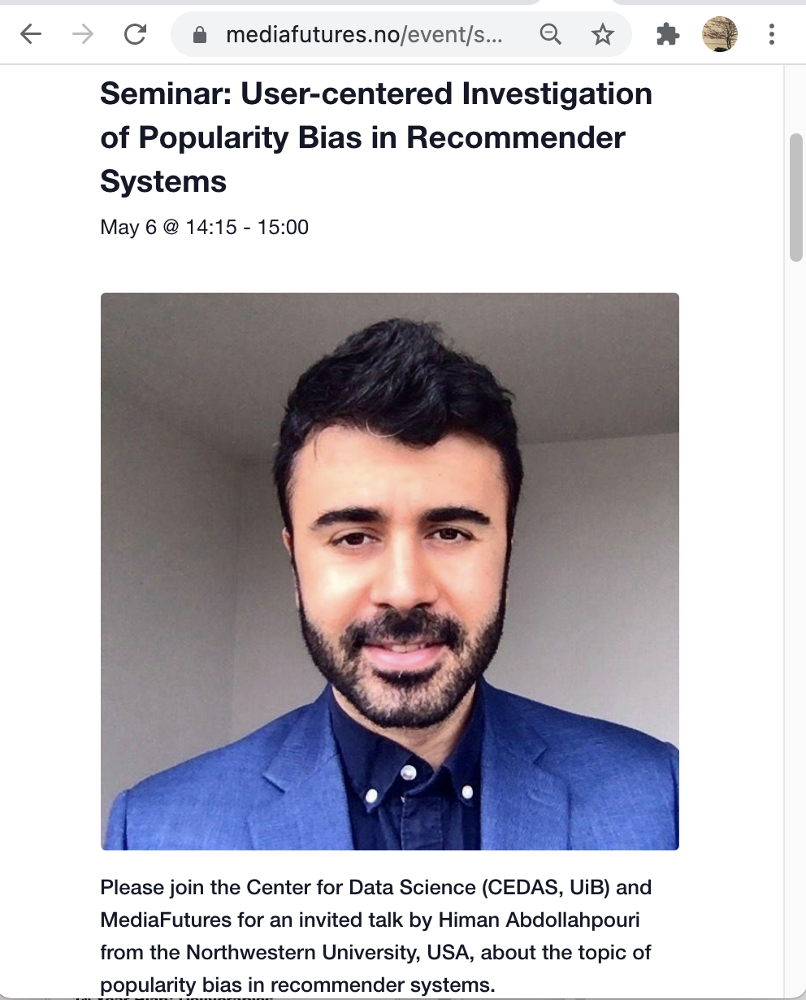 mediafutures.no/event/s...
Seminar: User-centered Investigation
of Popularity Bias in Recommender
Systems
May 6 @ 14:15 - 15:00
Please join the Center for Data Science (CEDAS, UiB) and
MediaFutures for an invited talk by Himan Abdollahpouri
from the Northwestern University, USA, about the topic of
popularity bias in recommender systems.